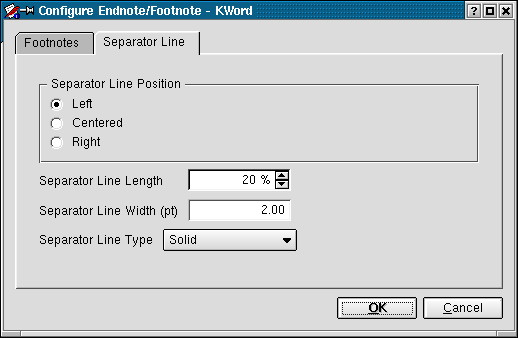 Configure Endnote/Footnote - KWord
Footnotes
Separator Line
Separator Line Position
Left
Centered
Right
Separator Line Length 20 %
Separator Line Width (pt) 2.00
Separator Line Type Solid
OK Cancel